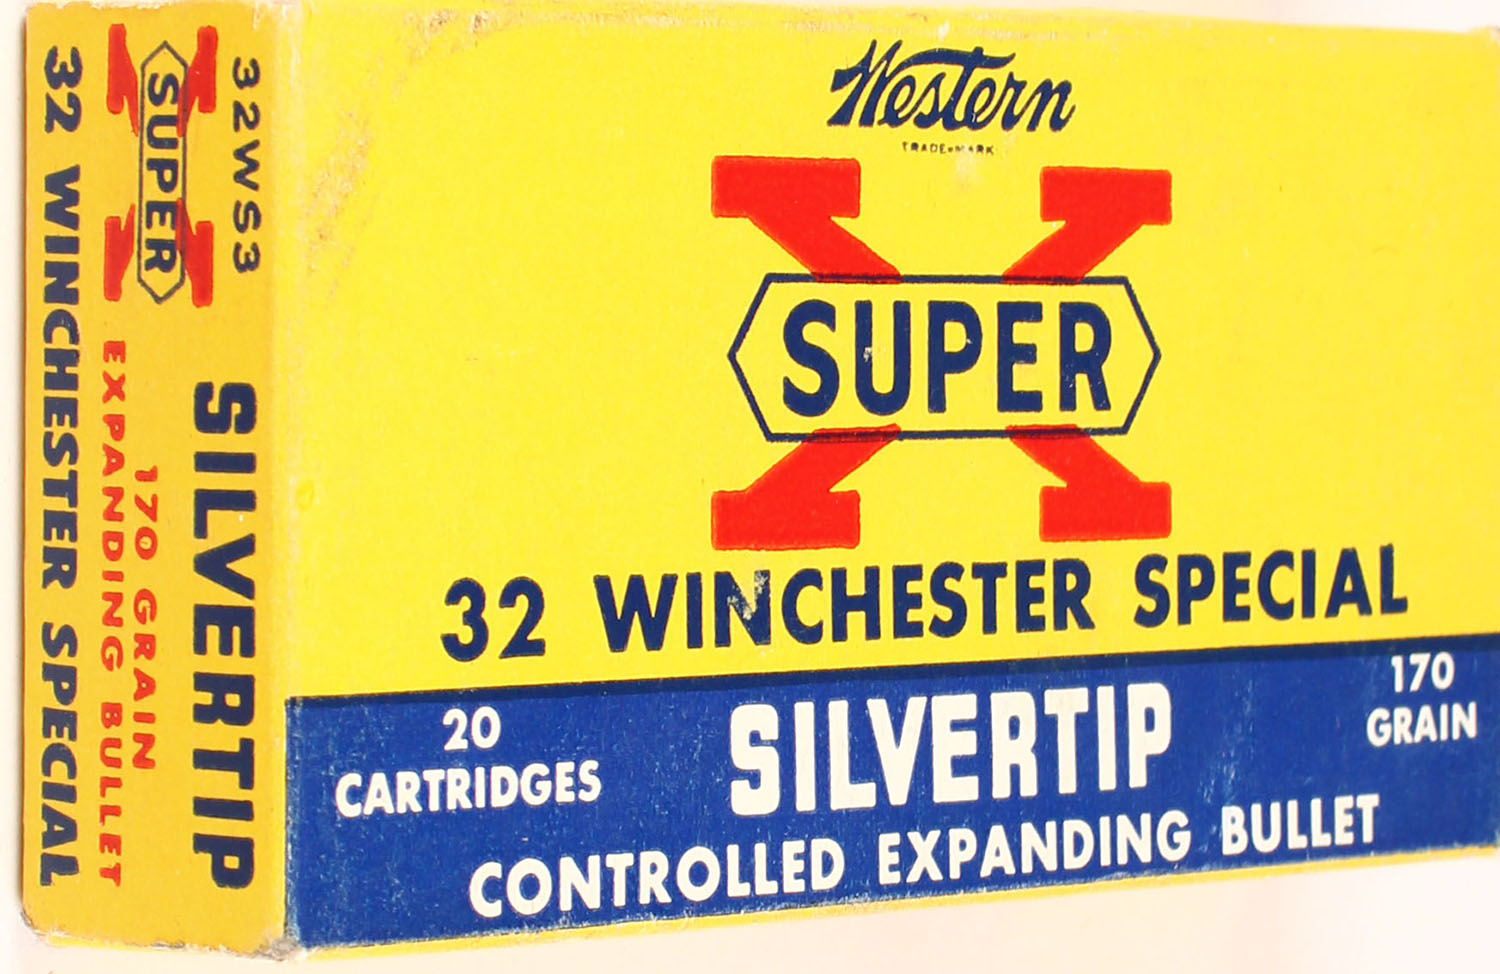 Western
TRADE-MARK
SUPER X
32 WINCHESTER SPECIAL
20
CARTRIDGES
SILVERTIP
170
GRAIN
CONTROLLED EXPANDING BULLET
32WS3
SUPER X
SILVERTIP
170 GRAIN
EXPANDING BULLET
32 WINCHESTER SPECIAL